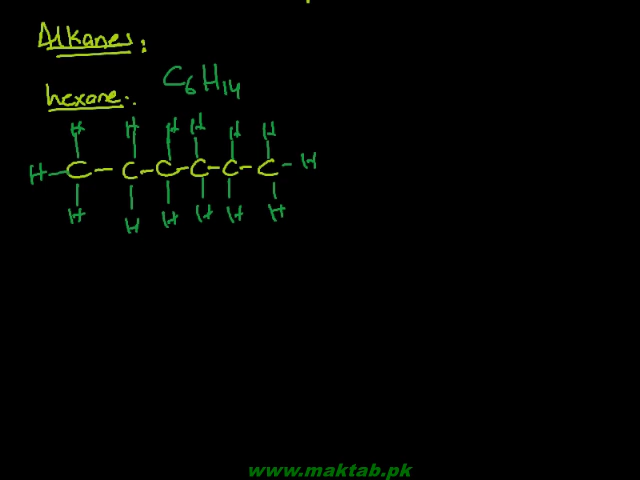 Alkanes:
hexane:. C₆H₁₄
H H H H H H
H-C-C-C-C-C-C-H
H H H H H H
www.maktab.pk